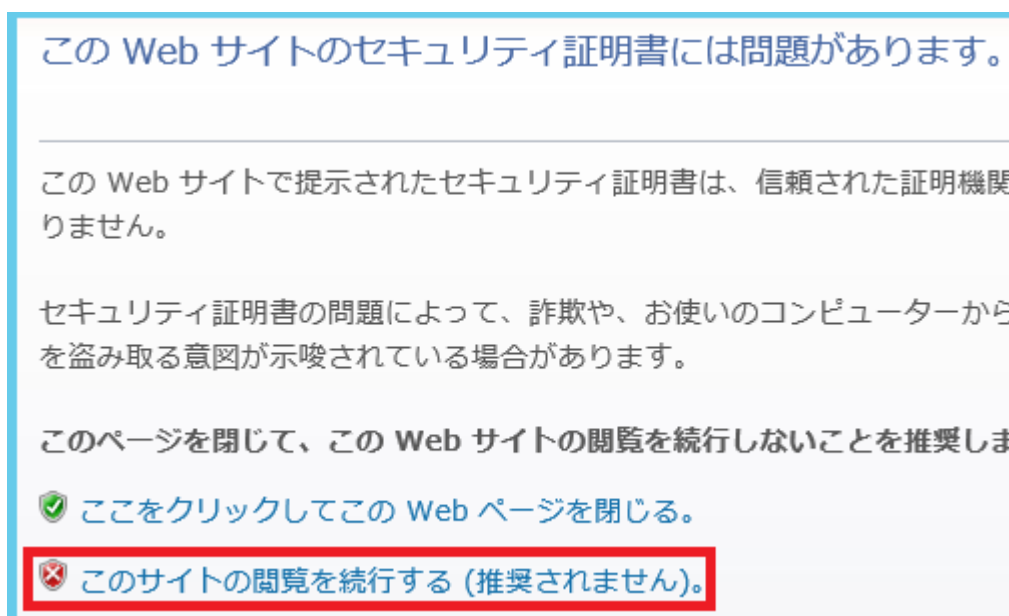 この Web サイトのセキュリティ証明書には問題があります。
この Web サイトで提示されたセキュリティ証明書は、信頼された証明機関
りません。
セキュリティ証明書の問題によって、詐欺や、お使いのコンピューターから
を盗み取る意図が示唆されている場合があります。
このページを閉じて、この Web サイトの閲覧を続行しないことを推奨しま
ここをクリックしてこの Web ページを閉じる。
このサイトの閲覧を続行する (推奨されません)。